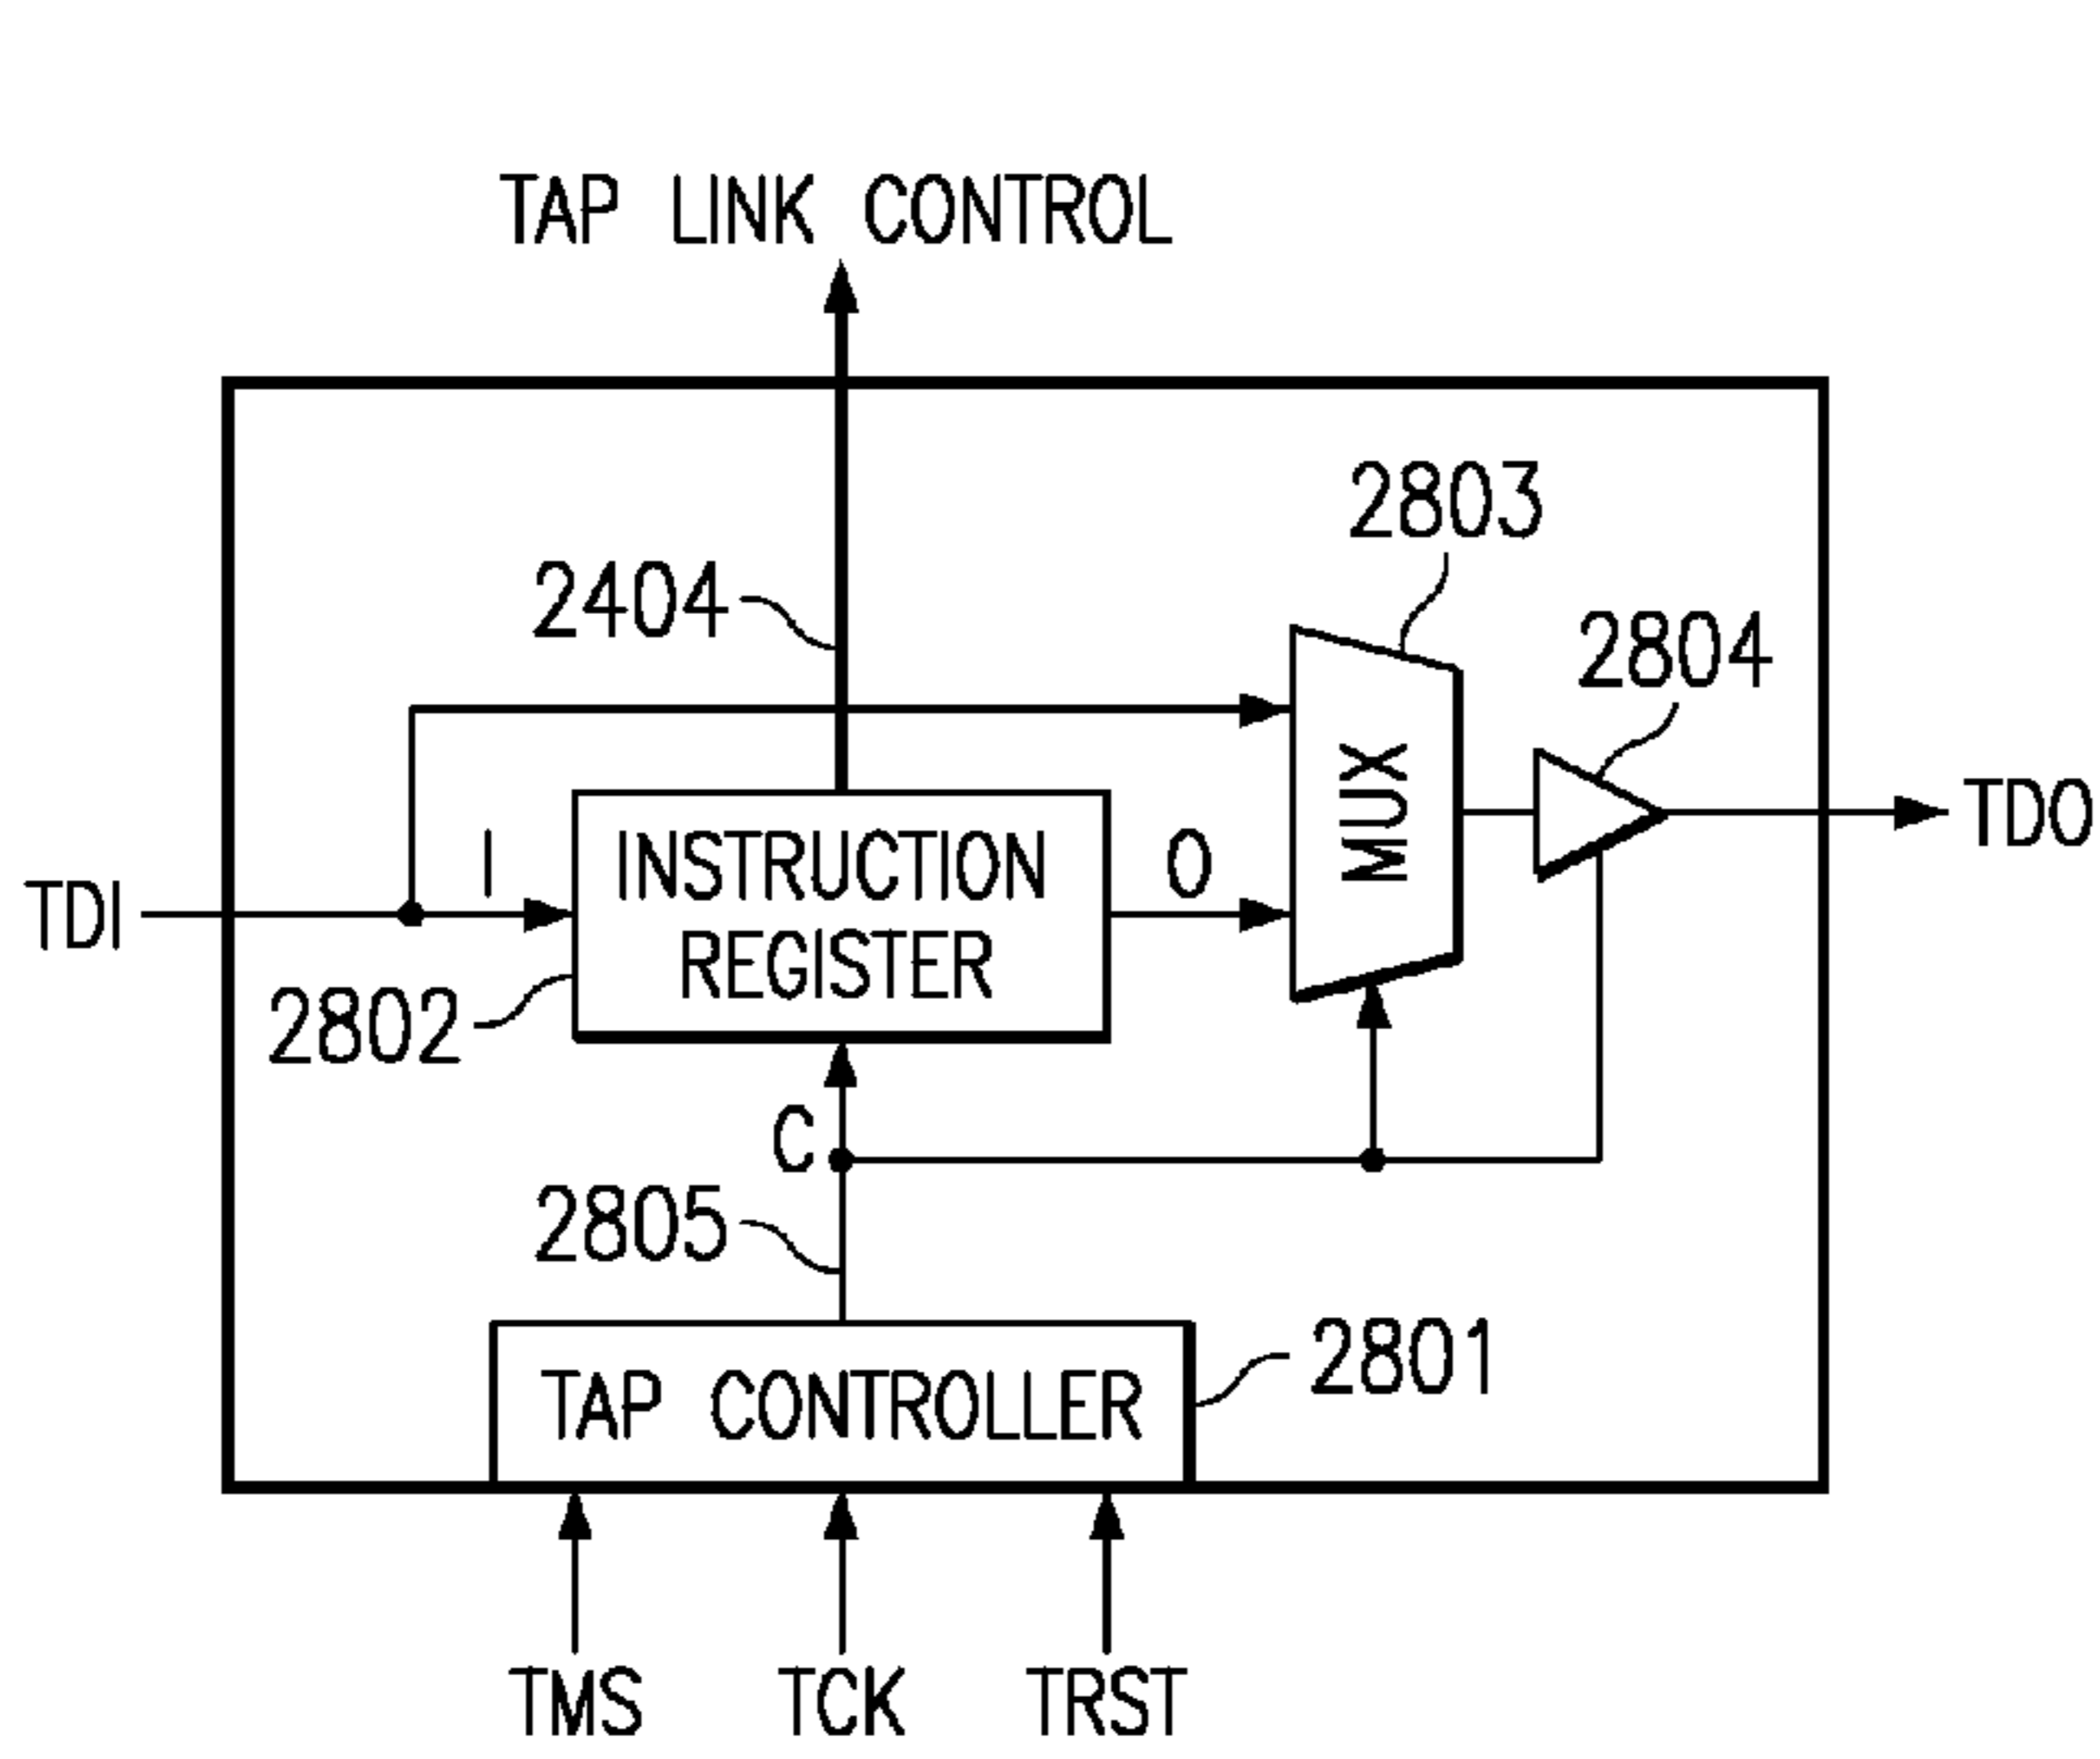 TAP LINK CONTROL
2803
2404
2804
MUX
TDO
I
INSTRUCTION
REGISTER
O
TDI
2802
C
2805
2801
TAP CONTROLLER
TMS
TCK
TRST